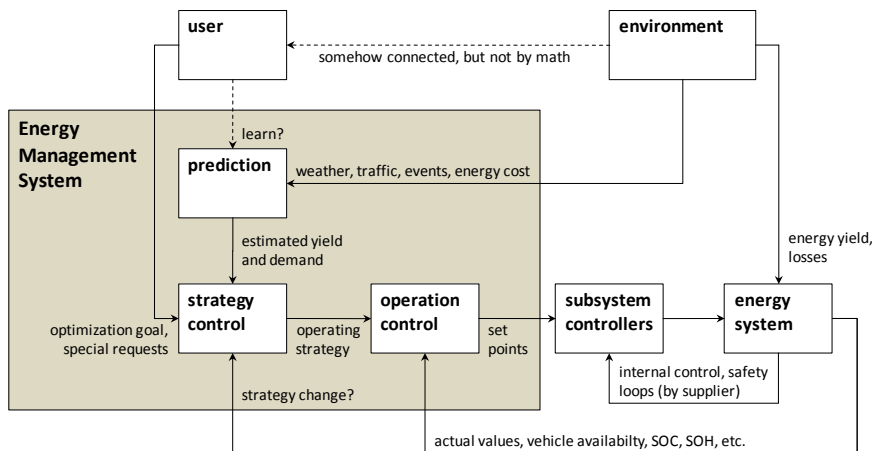 user
environment
somehow connected, but not by math
Energy
Management
System
learn?
prediction
weather, traffic, events, energy cost
estimated yield
and demand
energy yield,
losses
strategy
control
operation
control
subsystem
controllers
energy
system
optimization goal,
special requests
operating
strategy
set
points
internal control, safety
loops (by supplier)
strategy change?
actual values, vehicle availabilty, SOC, SOH, etc.